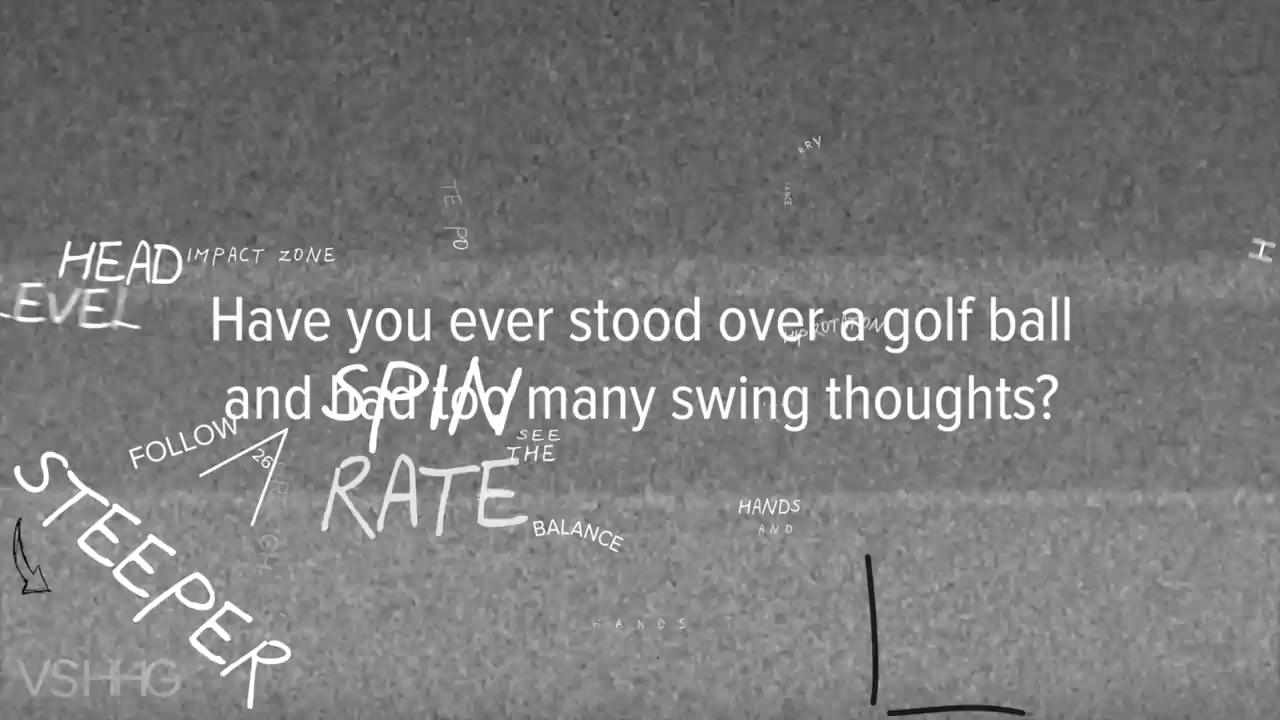 HEAD
IMPACT ZONE
Have you ever stood over a golf ball
and had too many swing thoughts?
SPIN
RATE
FOLLOW
26
SEE
THE
STEEPER
BALANCE
HANDS
AND
HANDS
VSHHG